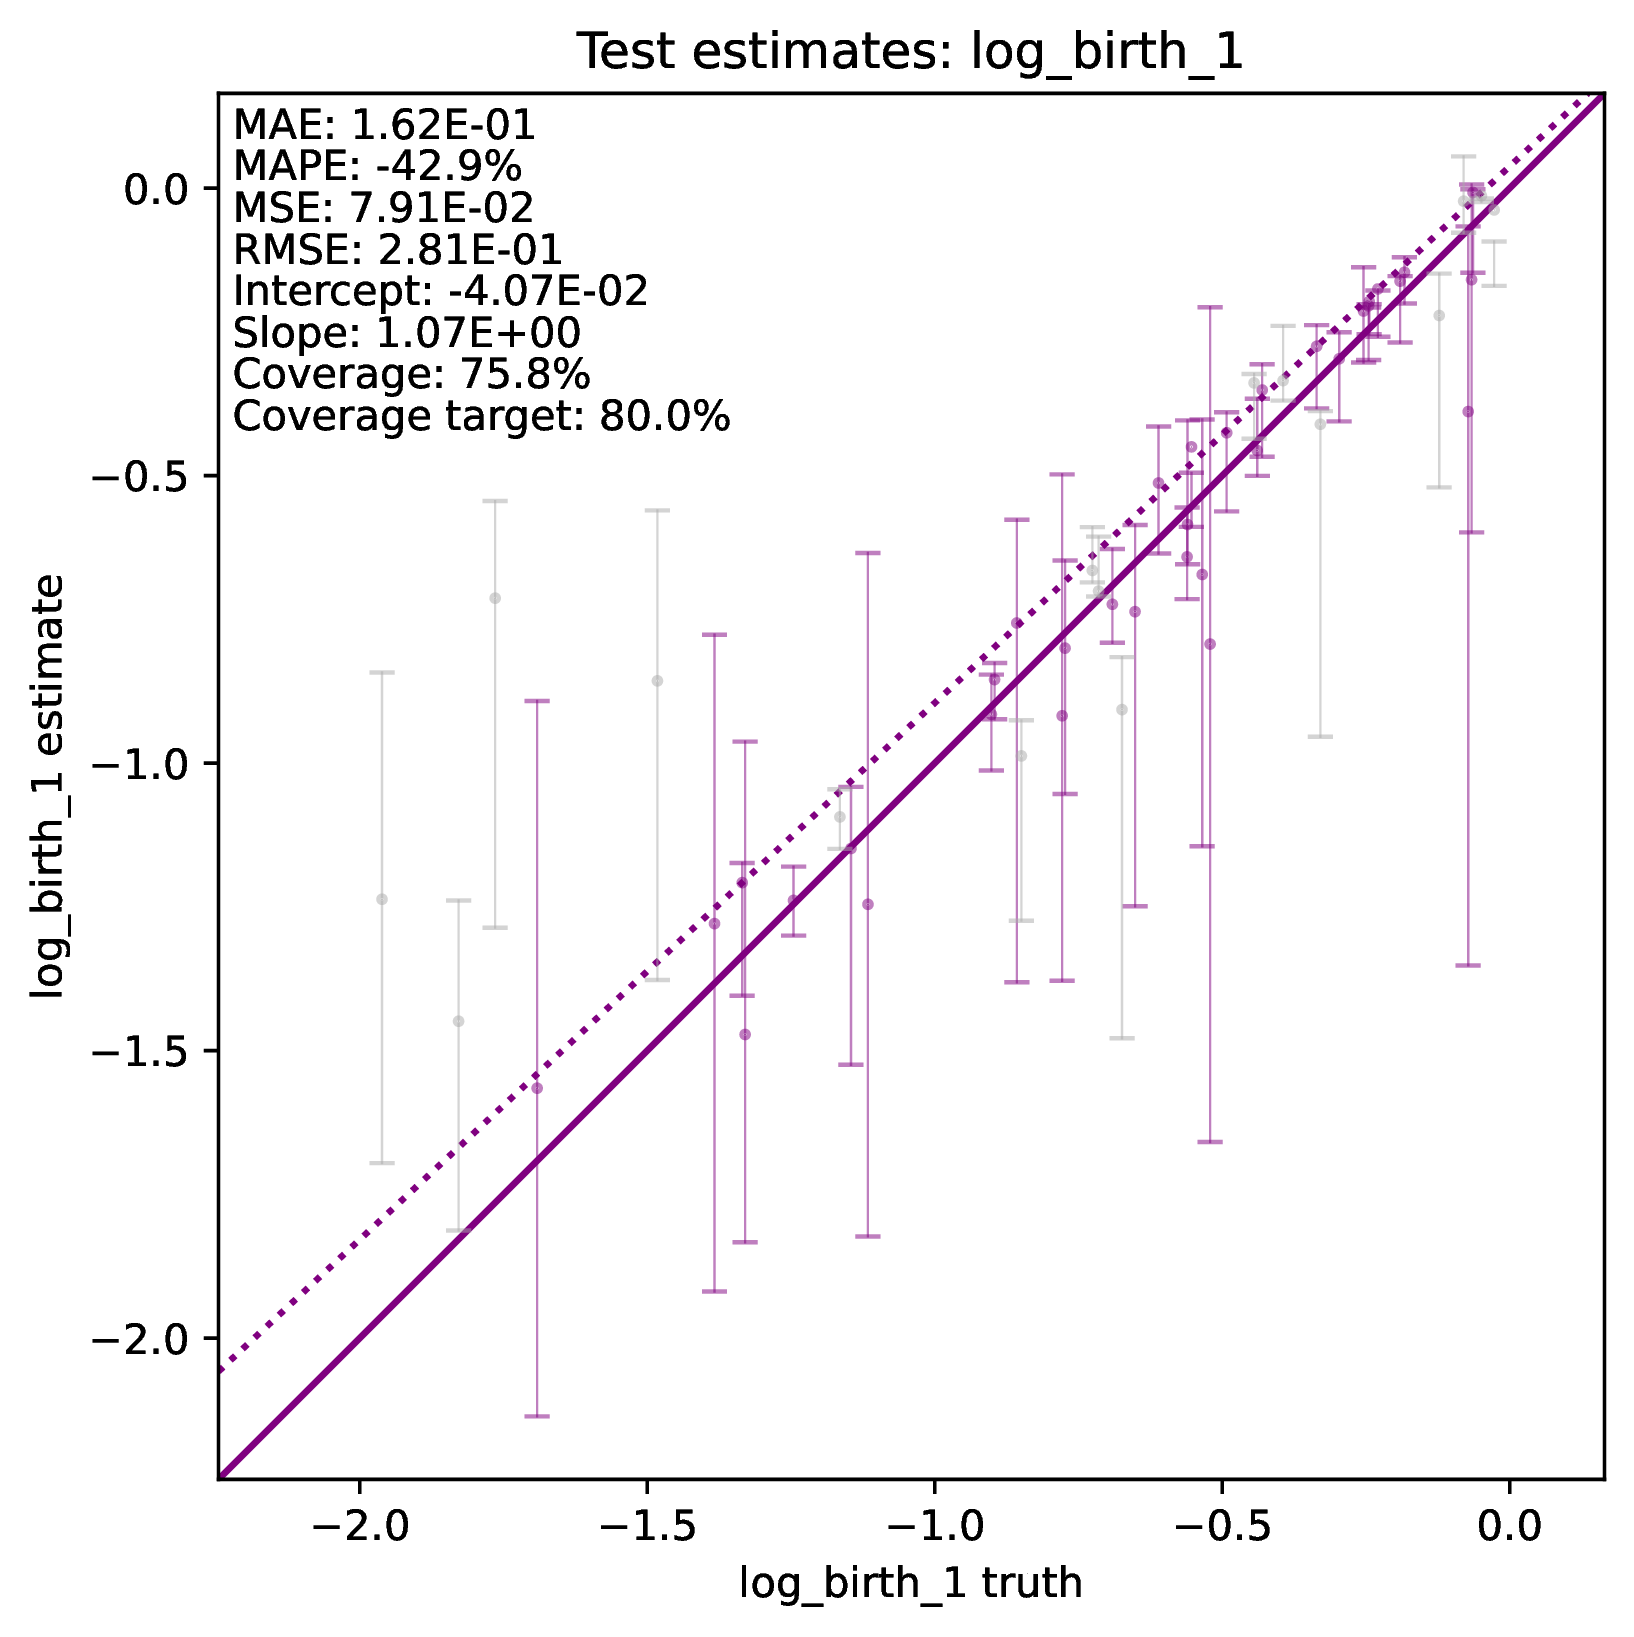 Test estimates: log_birth_1
MAE: 1.62E-01
MAPE: -42.9%
MSE: 7.91E-02
RMSE: 2.81E-01
Intercept: -4.07E-02
Slope: 1.07E+00
Coverage: 75.8%
Coverage target: 80.0%
0.0
−0.5
−1.0
−1.5
−2.0
log_birth_1 estimate
−2.0 −1.5 −1.0 −0.5 0.0
log_birth_1 truth